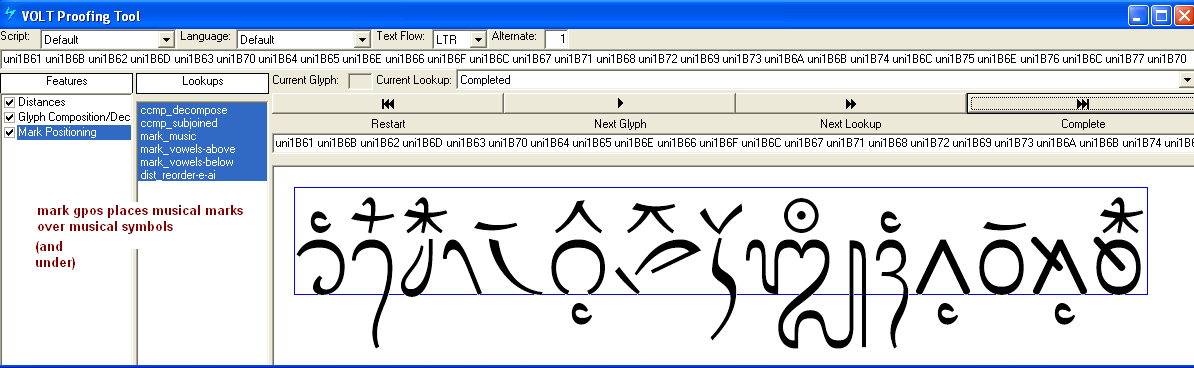 VOLT Proofing Tool
Script: Default Language: Default Text Flow: LTR Alternate: 1
uni1B61 uni1B6B uni1B62 uni1B6D uni1B63 uni1B70 uni1B64 uni1B65 uni1B6E uni1B66 uni1B6F uni1B6C uni1B67 uni1B71 uni1B68 uni1B72 uni1B69 uni1B73 uni1B6A uni1B6B uni1B74 uni1B6C uni1B75 uni1B6E uni1B76 uni1B6C uni1B77 uni1B70
Features Lookups Current Glyph: Current Lookup: Completed
Distances
Glyph Composition/Dec
Mark Positioning
ccmp_decompose
ccmp_subjoined
mark_music
mark_vowels-above
mark_vowels-below
dist_reorder-e-ai
Restart Next Glyph Next Lookup Complete
uni1B61 uni1B6B uni1B62 uni1B6D uni1B63 uni1B70 uni1B64 uni1B65 uni1B6E uni1B66 uni1B6F uni1B6C uni1B67 uni1B71 uni1B68 uni1B72 uni1B69 uni1B73 uni1B6A uni1B6B uni1B74
mark gpos places musical marks
over musical symbols
(and
under)
᭡᭫᭢᭭᭣᭰᭤᭥᭮᭦᭬᭯᭧᭱᭨᭲᭩᭳᭪᭫᭴᭬᭵᭮᭶᭬᭷᭰